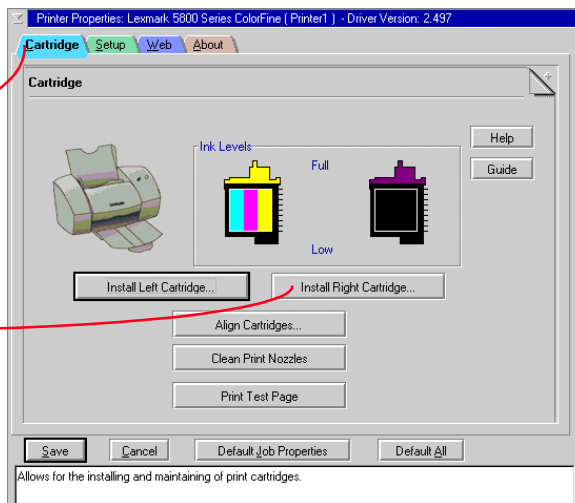 Printer Properties: Lexmark 5800 Series ColorFine ( Printer1 ) - Driver Version: 2.497
Cartridge Setup Web About
Cartridge
Ink Levels
Full
Low
Help
Guide
Install Left Cartridge... Install Right Cartridge...
Align Cartridges...
Clean Print Nozzles
Print Test Page
Save Cancel Default Job Properties Default All
Allows for the installing and maintaining of print cartridges.